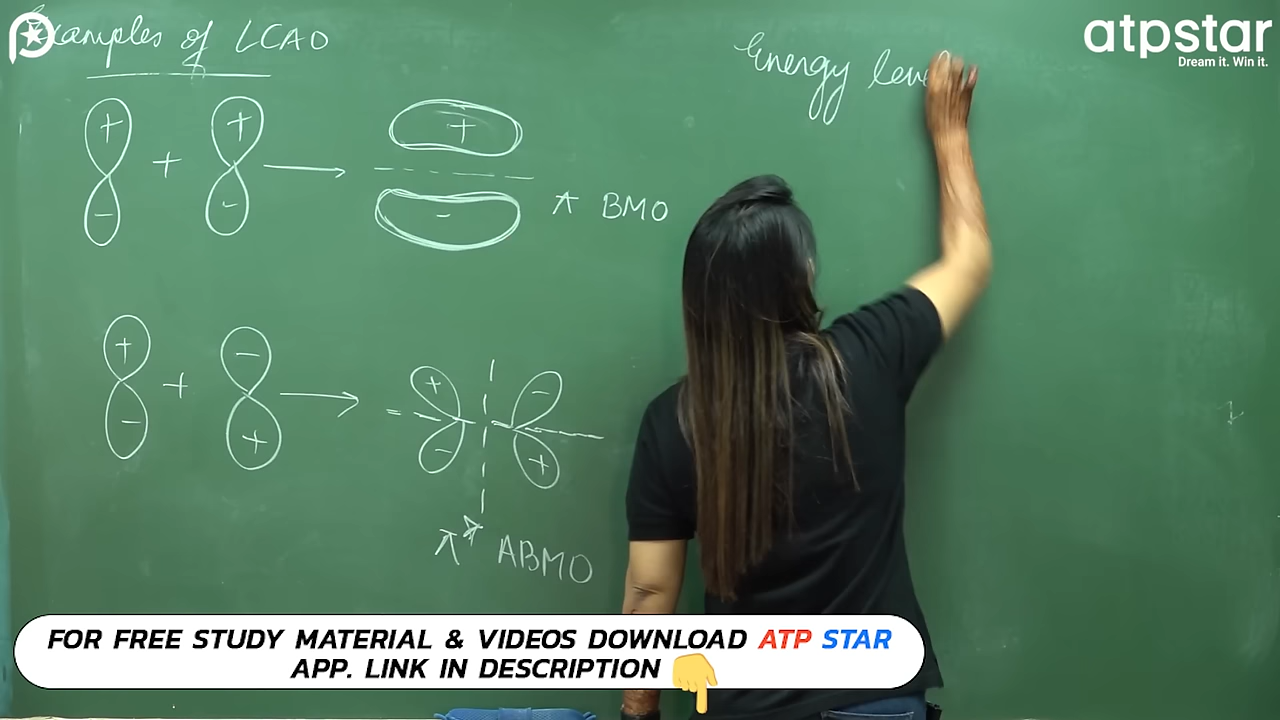 Examples of LCAO
atpstar
Dream it. Win it.
Energy leve
+ + + → +
- - - π BMO
+ + - → + -
- + - +
π* ABMO
FOR FREE STUDY MATERIAL & VIDEOS DOWNLOAD ATP STAR
APP. LINK IN DESCRIPTION